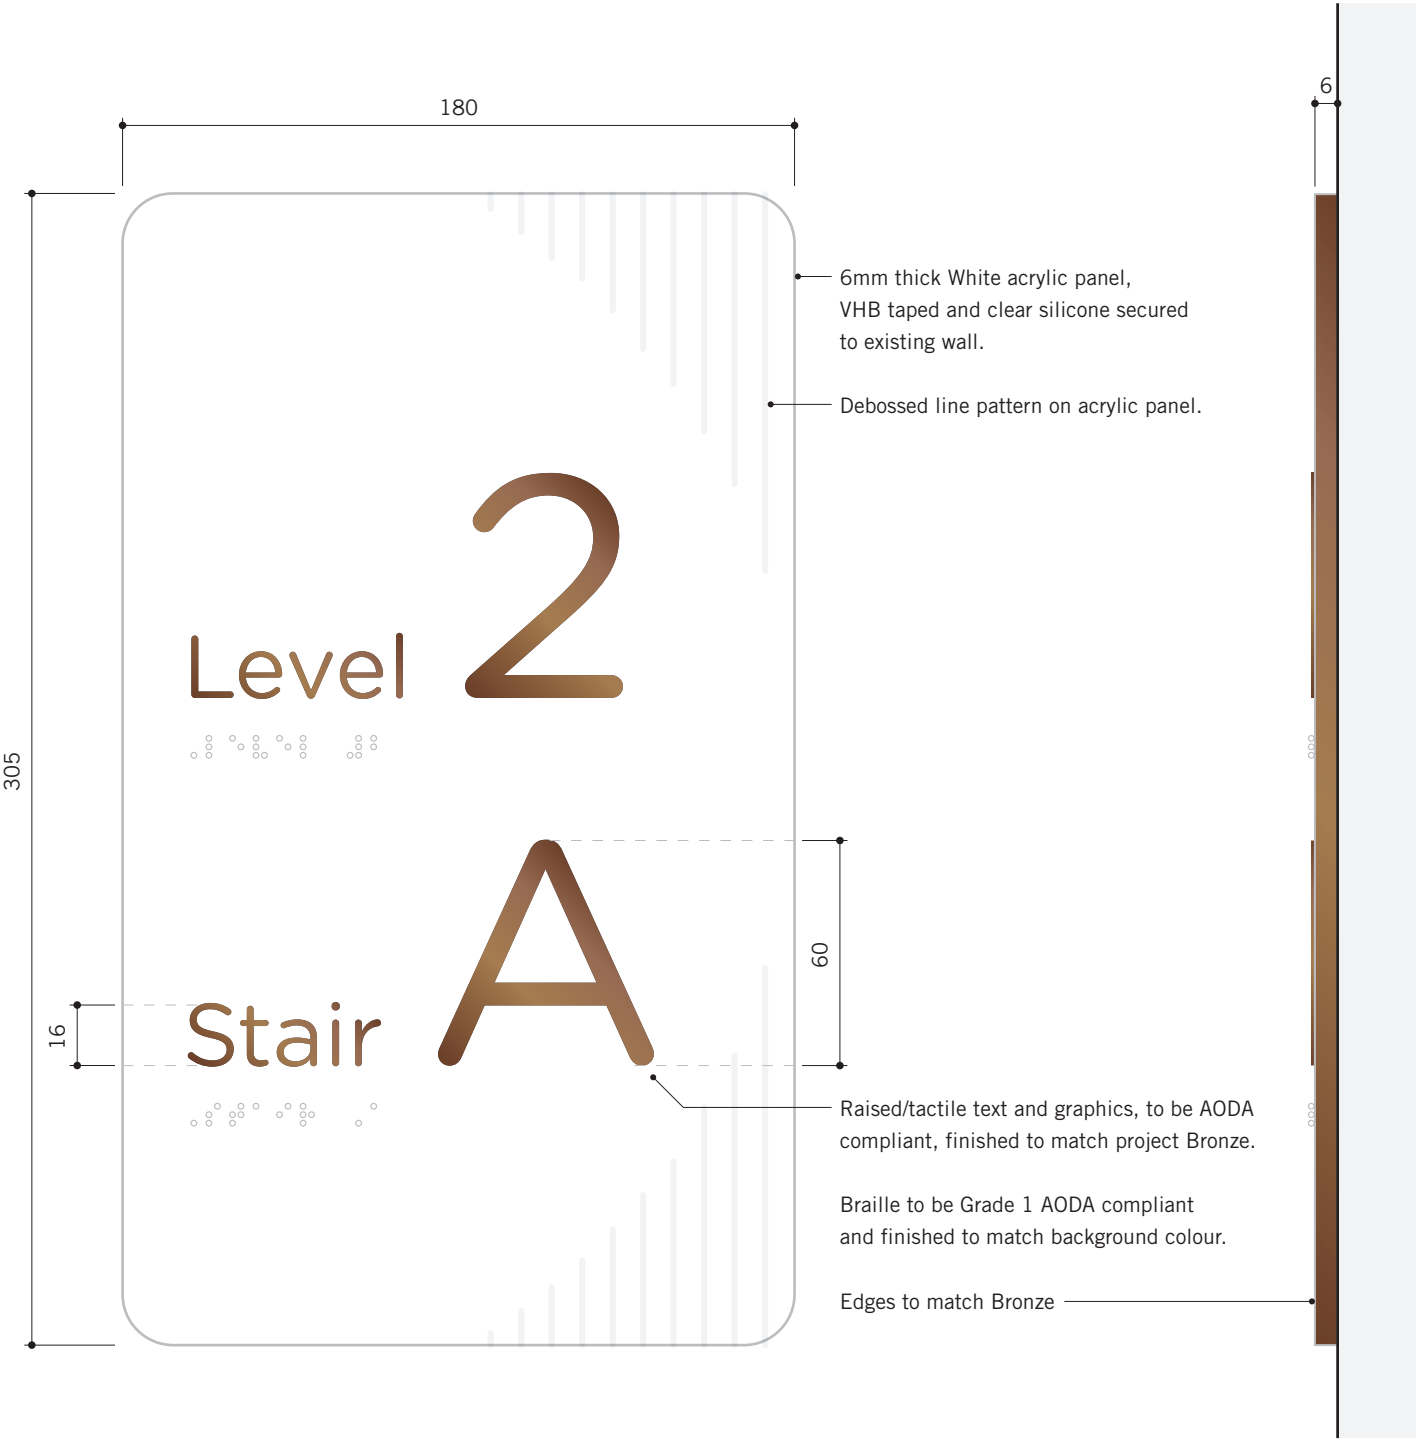 180
6
6mm thick White acrylic panel,
VHB taped and clear silicone secured
to existing wall.
Debossed line pattern on acrylic panel.
Level 2
⠠⠇⠑⠧⠑⠇ ⠼⠃
305
Stair A
⠠⠎⠞⠁⠊⠗ ⠠⠁
60
16
Raised/tactile text and graphics, to be AODA
compliant, finished to match project Bronze.
Braille to be Grade 1 AODA compliant
and finished to match background colour.
Edges to match Bronze